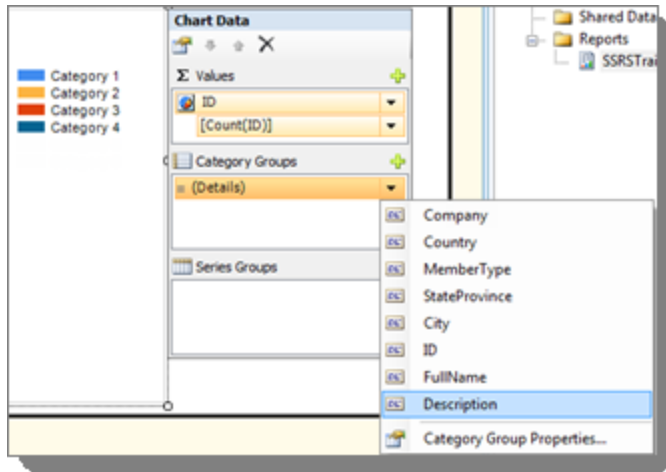 Category 1
Category 2
Category 3
Category 4
Chart Data
Σ Values
ID
[Count(ID)]
Category Groups
(Details)
Series Groups
Company
Country
MemberType
StateProvince
City
ID
FullName
Description
Category Group Properties...
Shared Data
Reports
SSRSTrai